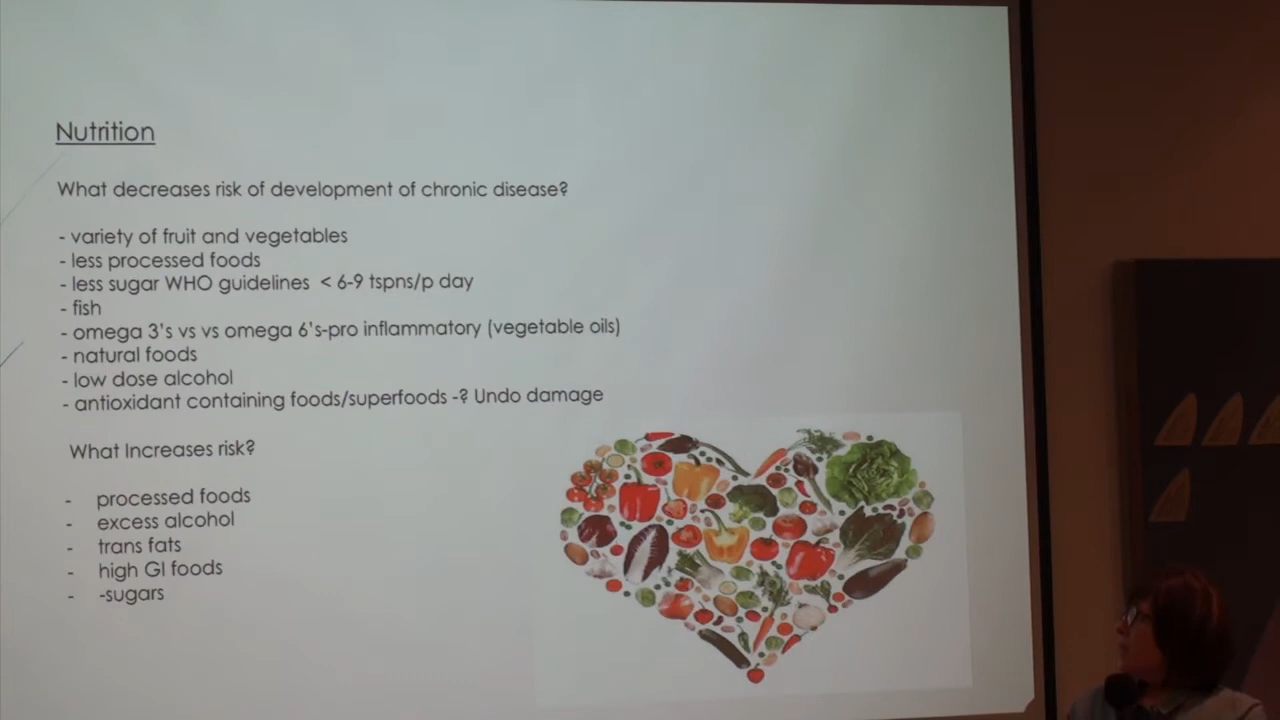 Nutrition
What decreases risk of development of chronic disease?
- variety of fruit and vegetables
- less processed foods
- less sugar WHO guidelines < 6-9 tspns/p day
- fish
- omega 3's vs vs omega 6's-pro inflammatory (vegetable oils)
- natural foods
- low dose alcohol
- antioxidant containing foods/superfoods -? Undo damage
What Increases risk?
- processed foods
- excess alcohol
- trans fats
- high GI foods
- -sugars